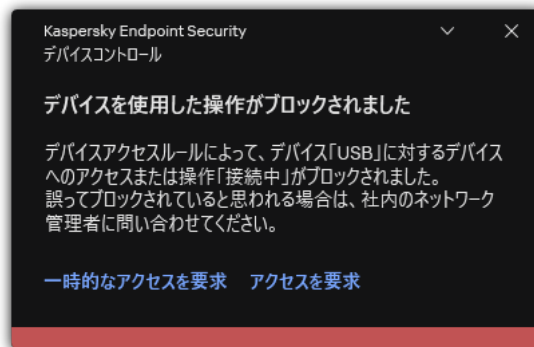 Kaspersky Endpoint Security
デバイスコントロール
デバイスを使用した操作がブロックされました
デバイスアクセスルールによって、デバイス「USB」に対するデバイス
へのアクセスまたは操作「接続中」がブロックされました。
誤ってブロックされていると思われる場合は、社内のネットワーク
管理者に問い合わせてください。
一時的なアクセスを要求 アクセスを要求